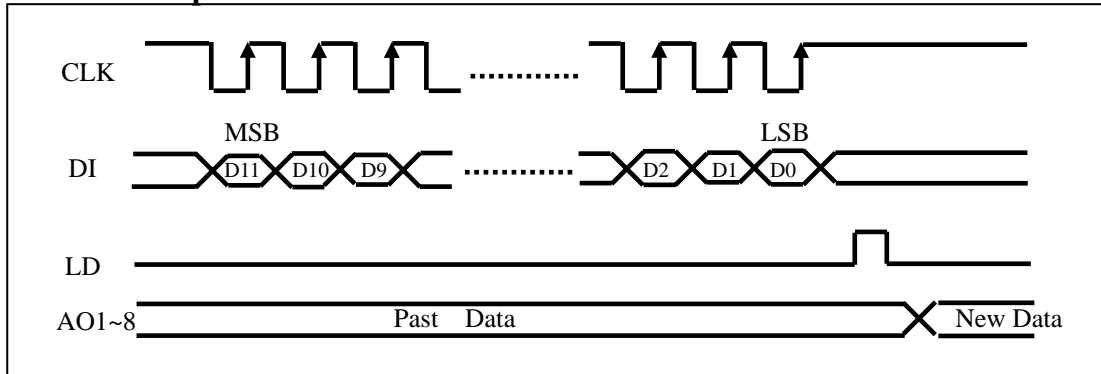 CLK
MSB LSB
DI D11 D10 D9 D2 D1 D0
LD
AO1~8 Past Data New Data